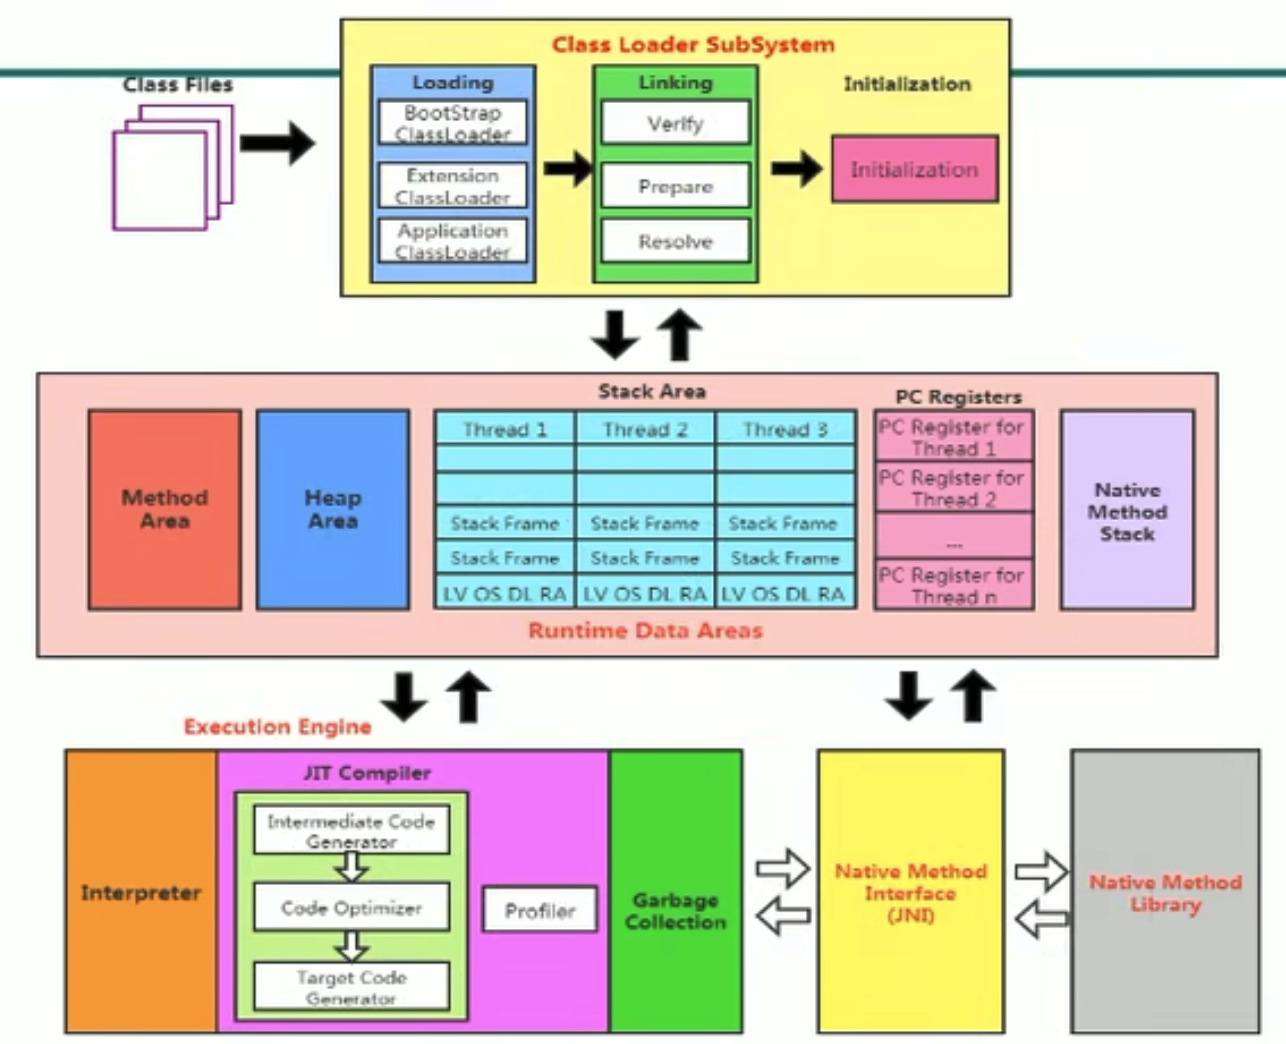 Class Loader SubSystem
Class Files
Loading
BootStrap
ClassLoader
Extension
ClassLoader
Application
ClassLoader
Linking
Verify
Prepare
Resolve
Initialization
Initialization
Stack Area
PC Registers
Method
Area
Heap
Area
Thread 1
Thread 2
Thread 3
Stack Frame
Stack Frame
Stack Frame
Stack Frame
Stack Frame
Stack Frame
LV OS DL RA
LV OS DL RA
LV OS DL RA
PC Register for
Thread 1
PC Register for
Thread 2
...
PC Register for
Thread n
Native
Method
Stack
Runtime Data Areas
Execution Engine
Interpreter
JIT Compiler
Intermediate Code
Generator
Code Optimizer
Target Code
Generator
Profiler
Garbage
Collection
Native Method
Interface
(JNI)
Native Method
Library